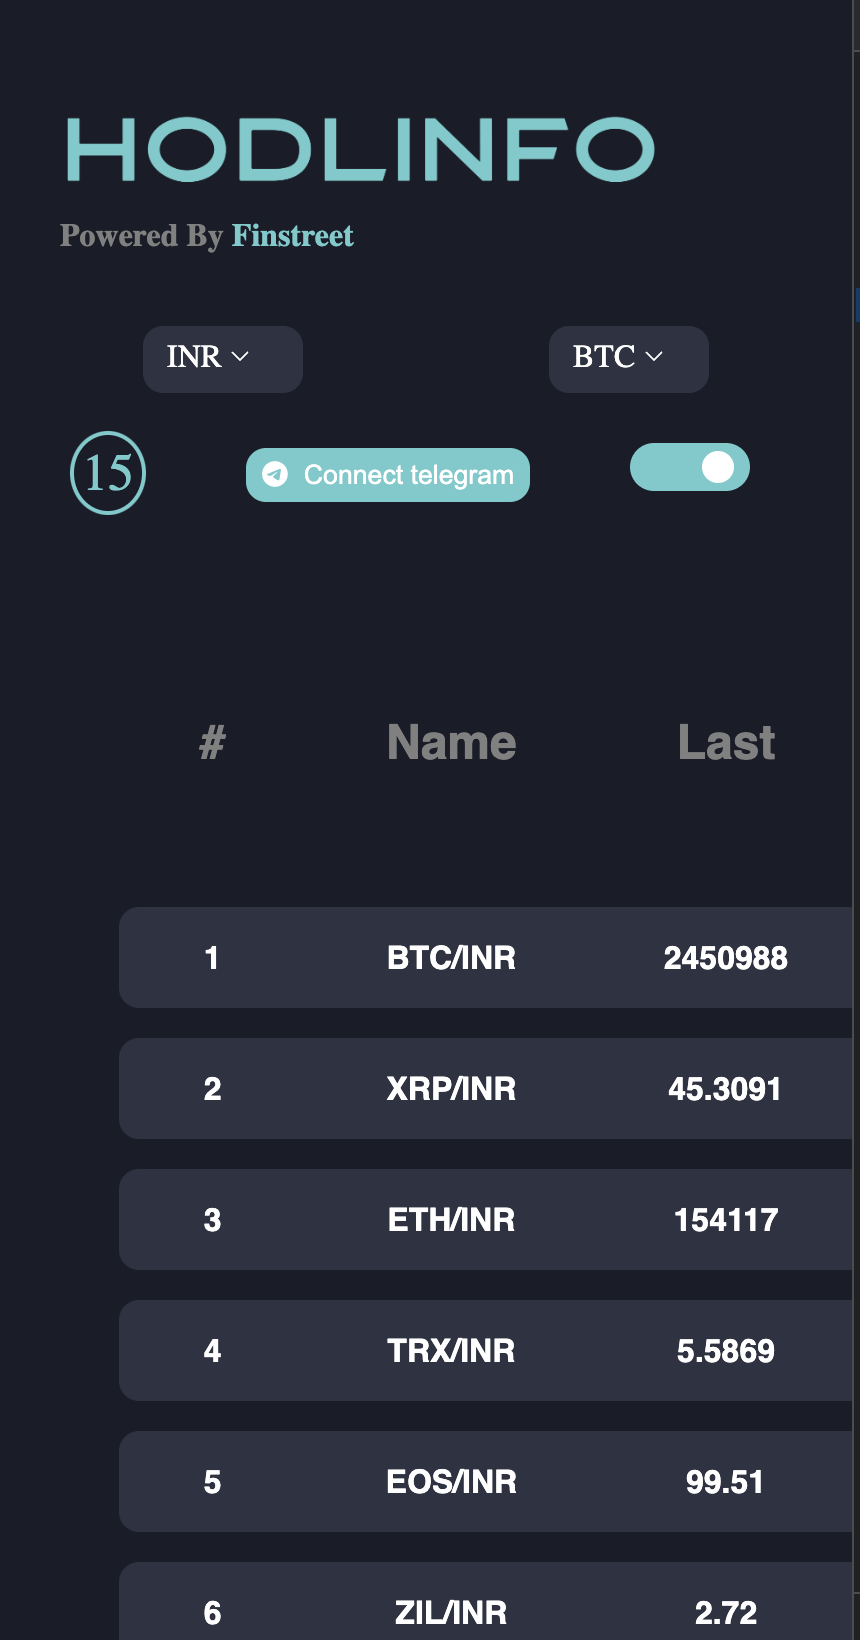 HODLINFO
Powered By Finstreet
INR BTC
15 Connect telegram
# Name Last
1 BTC/INR 2450988
2 XRP/INR 45.3091
3 ETH/INR 154117
4 TRX/INR 5.5869
5 EOS/INR 99.51
6 ZIL/INR 2.72